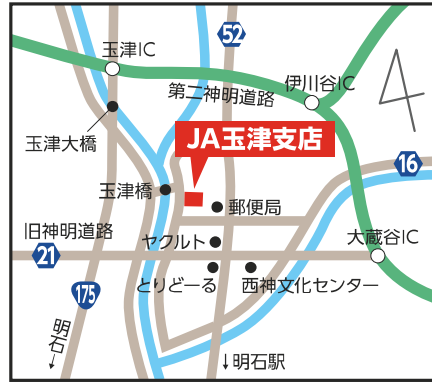 52
玉津IC
伊川谷IC
第二神明道路
玉津大橋
JA玉津支店
16
玉津橋
郵便局
旧神明道路
ヤクルト
大蔵谷IC
21
とりどーる
西神文化センター
175
明石→
↓明石駅
4